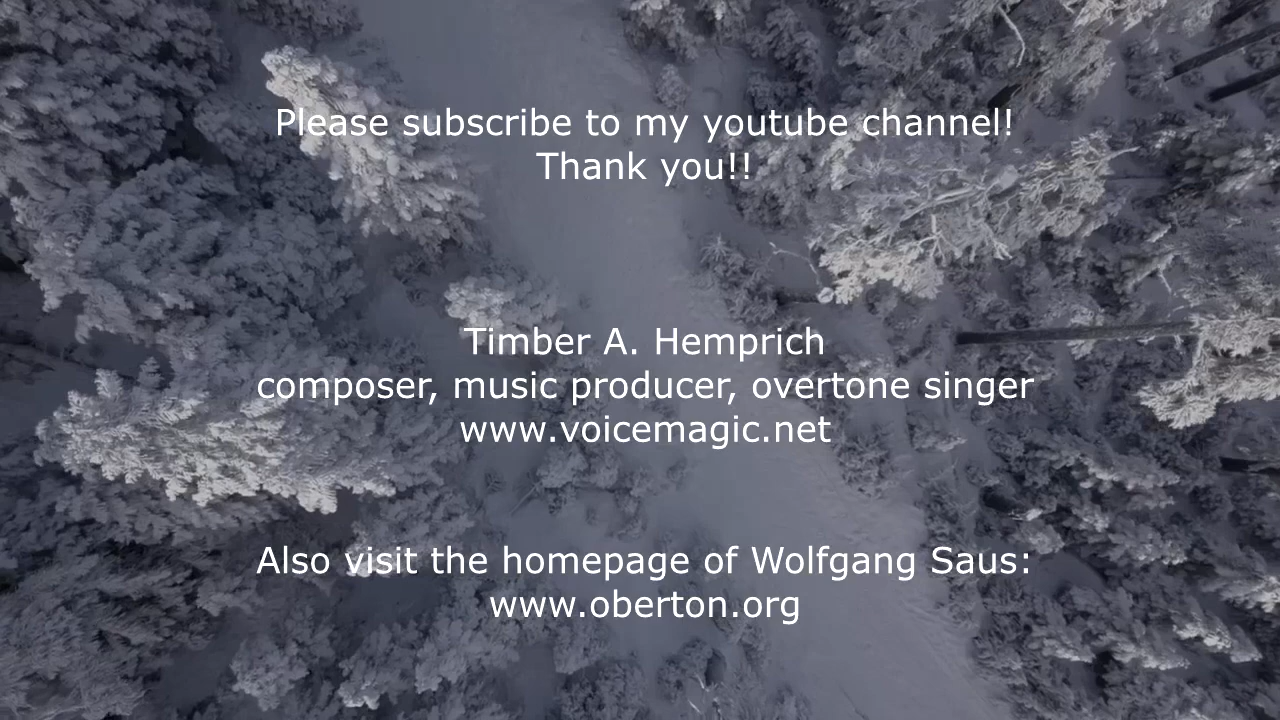 Please subscribe to my youtube channel!
Thank you!!
Timber A. Hemprich
composer, music producer, overtone singer
www.voicemagic.net
Also visit the homepage of Wolfgang Saus:
www.oberton.org